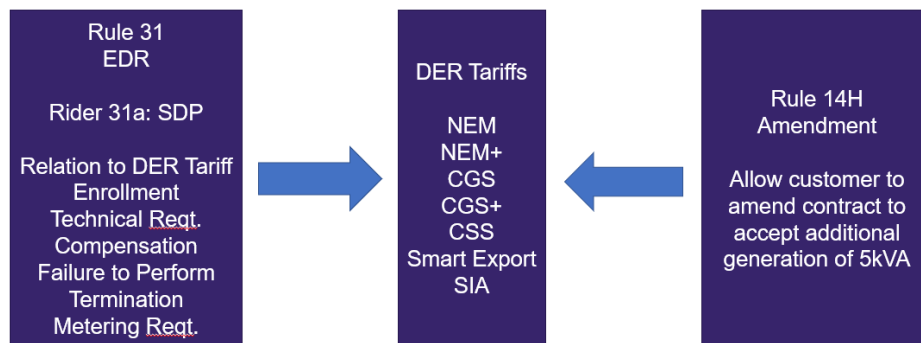 Rule 31
EDR
Rider 31a: SDP
Relation to DER Tariff
Enrollment
Technical Reqt.
Compensation
Failure to Perform
Termination
Metering Reqt.
DER Tariffs
NEM
NEM+
CGS
CGS+
CSS
Smart Export
SIA
Rule 14H
Amendment
Allow customer to
amend contract to
accept additional
generation of 5kVA